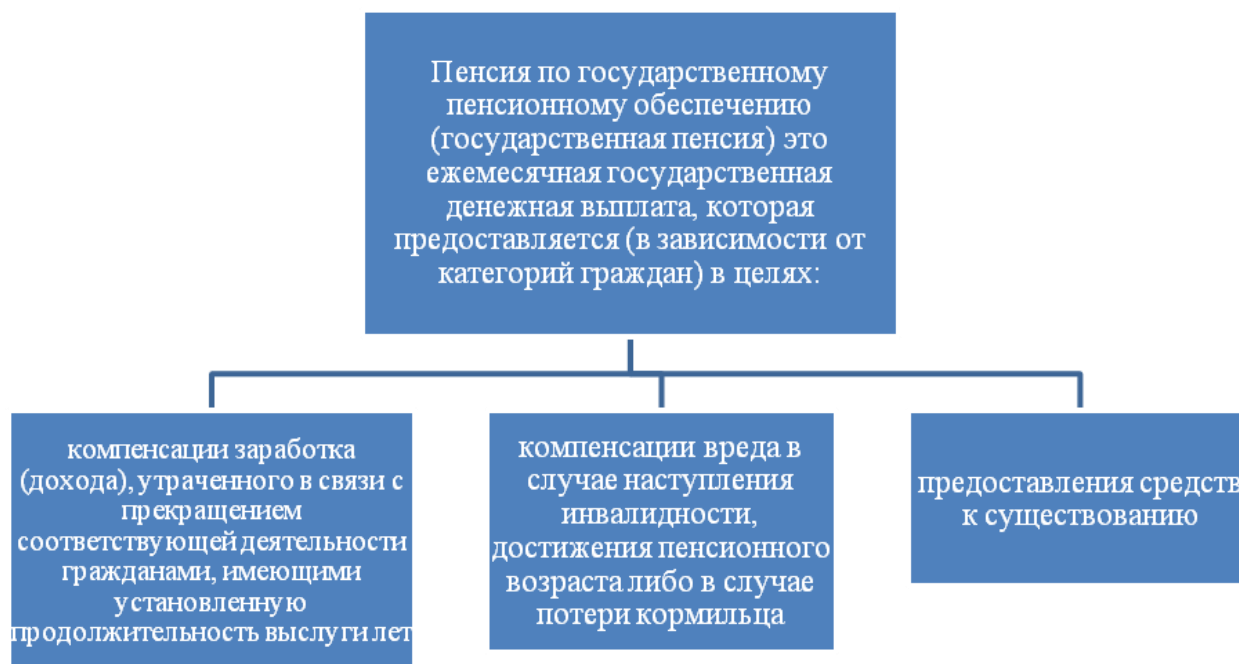 Пенсия по государственному
пенсионному обеспечению
(государственная пенсия) это
ежемесячная государственная
денежная выплата, которая
предоставляется (в зависимости от
категорий граждан) в целях:
компенсации заработка
(дохода), утраченного в связи с
прекращением
соответствующей деятельности
гражданами, имеющими
установленную
продолжительность выслуги лет
компенсации вреда в
случае наступления
инвалидности,
достижения пенсионного
возраста либо в случае
потери кормильца
предоставления средств
к существованию